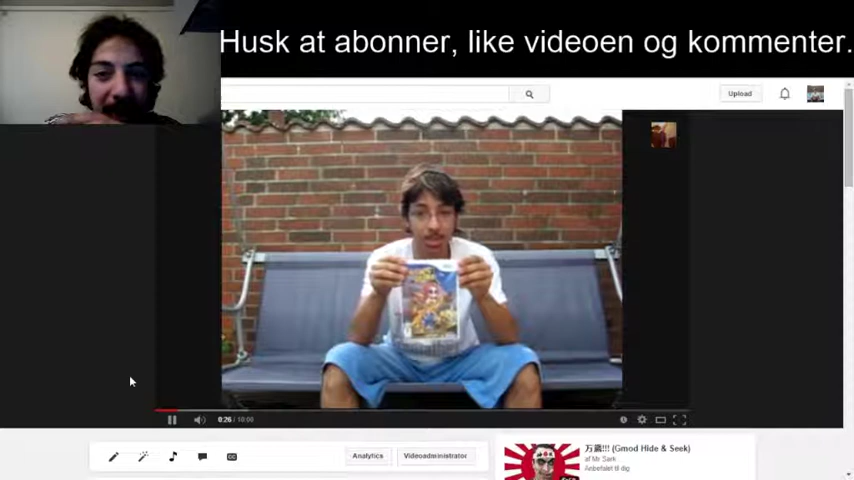 Husk at abonner, like videoen og kommenter.
Upload
0:26 / 10:00
Analytics
Videoadministrator
万歳!!! (Gmod Hide & Seek)
af Mr Sark
Anbefalet til dig